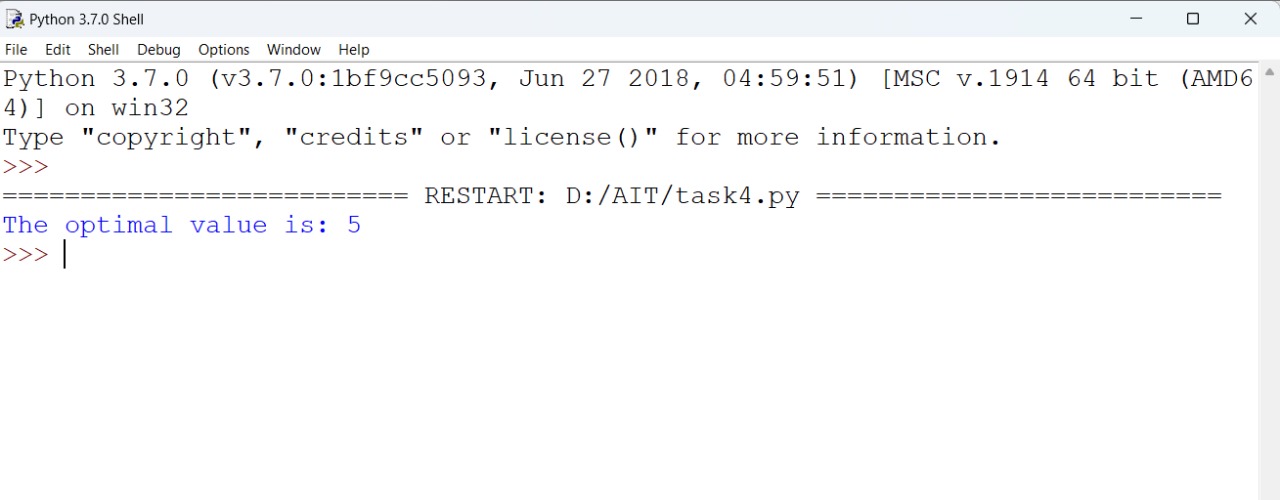 Python 3.7.0 Shell
File Edit Shell Debug Options Window Help
Python 3.7.0 (v3.7.0:1bf9cc5093, Jun 27 2018, 04:59:51) [MSC v.1914 64 bit (AMD6
4)] on win32
Type "copyright", "credits" or "license()" for more information.
>>>
========================== RESTART: D:/AIT/task4.py ==========================
The optimal value is: 5
>>>